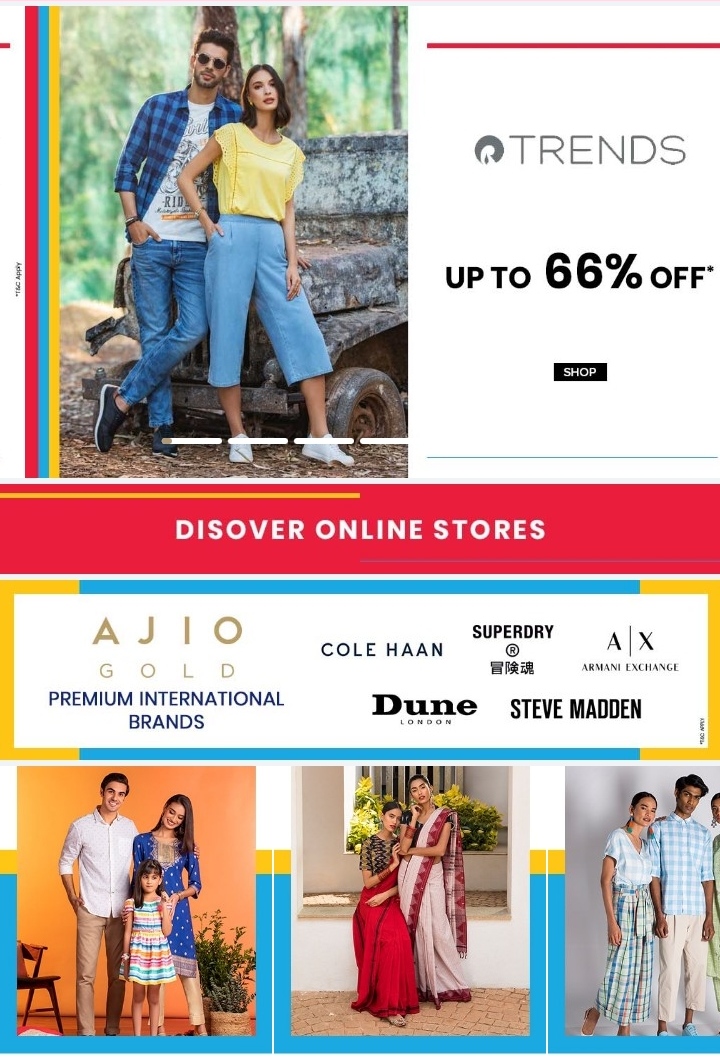 TRENDS
UP TO 66% OFF*
SHOP
*T&C Apply
DISOVER ONLINE STORES
AJIO
GOLD
PREMIUM INTERNATIONAL
BRANDS
COLE HAAN
SUPERDRY
®
冒険魂
A|X
ARMANI EXCHANGE
Dune
LONDON
STEVE MADDEN
*T&C APPLY